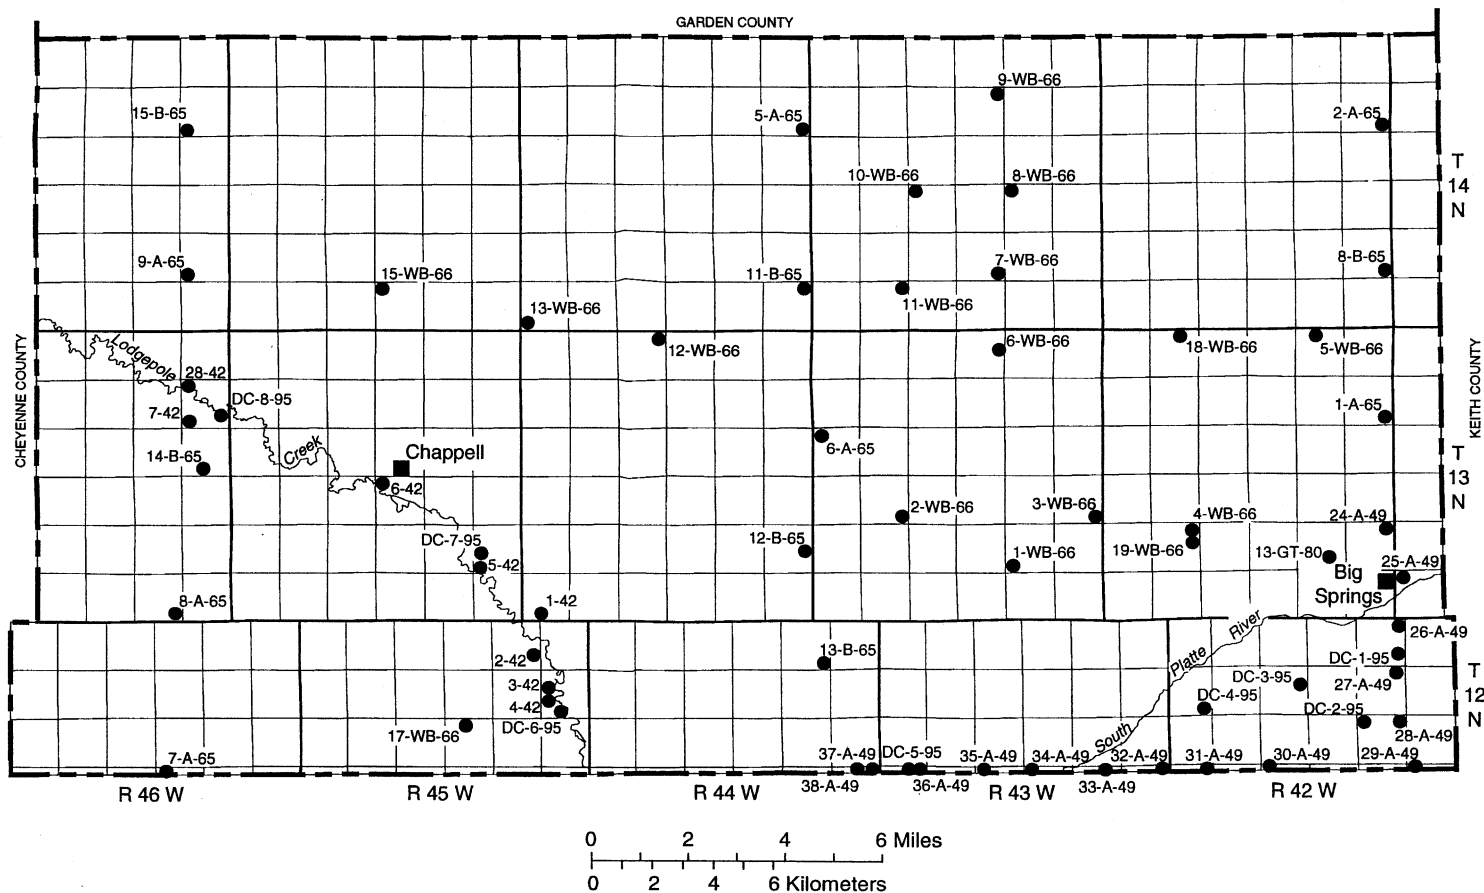 GARDEN COUNTY
9-WB-66
15-B-65
5-A-65
2-A-65
T
14
N
10-WB-66
8-WB-66
9-A-65
15-WB-66
11-B-65
7-WB-66
8-B-65
11-WB-66
13-WB-66
12-WB-66
6-WB-66
18-WB-66
5-WB-66
CHEYENNE COUNTY
KEITH COUNTY
Lodgepole
28-42
DC-8-95
7-42
1-A-65
Creek
Chappell
6-A-65
14-B-65
T
13
N
6-42
2-WB-66
3-WB-66
4-WB-66
24-A-49
DC-7-95
12-B-65
19-WB-66
13-GT-80
5-42
1-WB-66
25-A-49
Big
Springs
8-A-65
1-42
River
26-A-49
2-42
13-B-65
Platte
DC-1-95
T
12
N
3-42
DC-3-95
27-A-49
4-42
DC-4-95
DC-2-95
17-WB-66
DC-6-95
South
28-A-49
7-A-65
37-A-49
DC-5-95
35-A-49
34-A-49
32-A-49
31-A-49
30-A-49
29-A-49
38-A-49
36-A-49
33-A-49
R 46 W
R 45 W
R 44 W
R 43 W
R 42 W
0 2 4 6 Miles
0 2 4 6 Kilometers